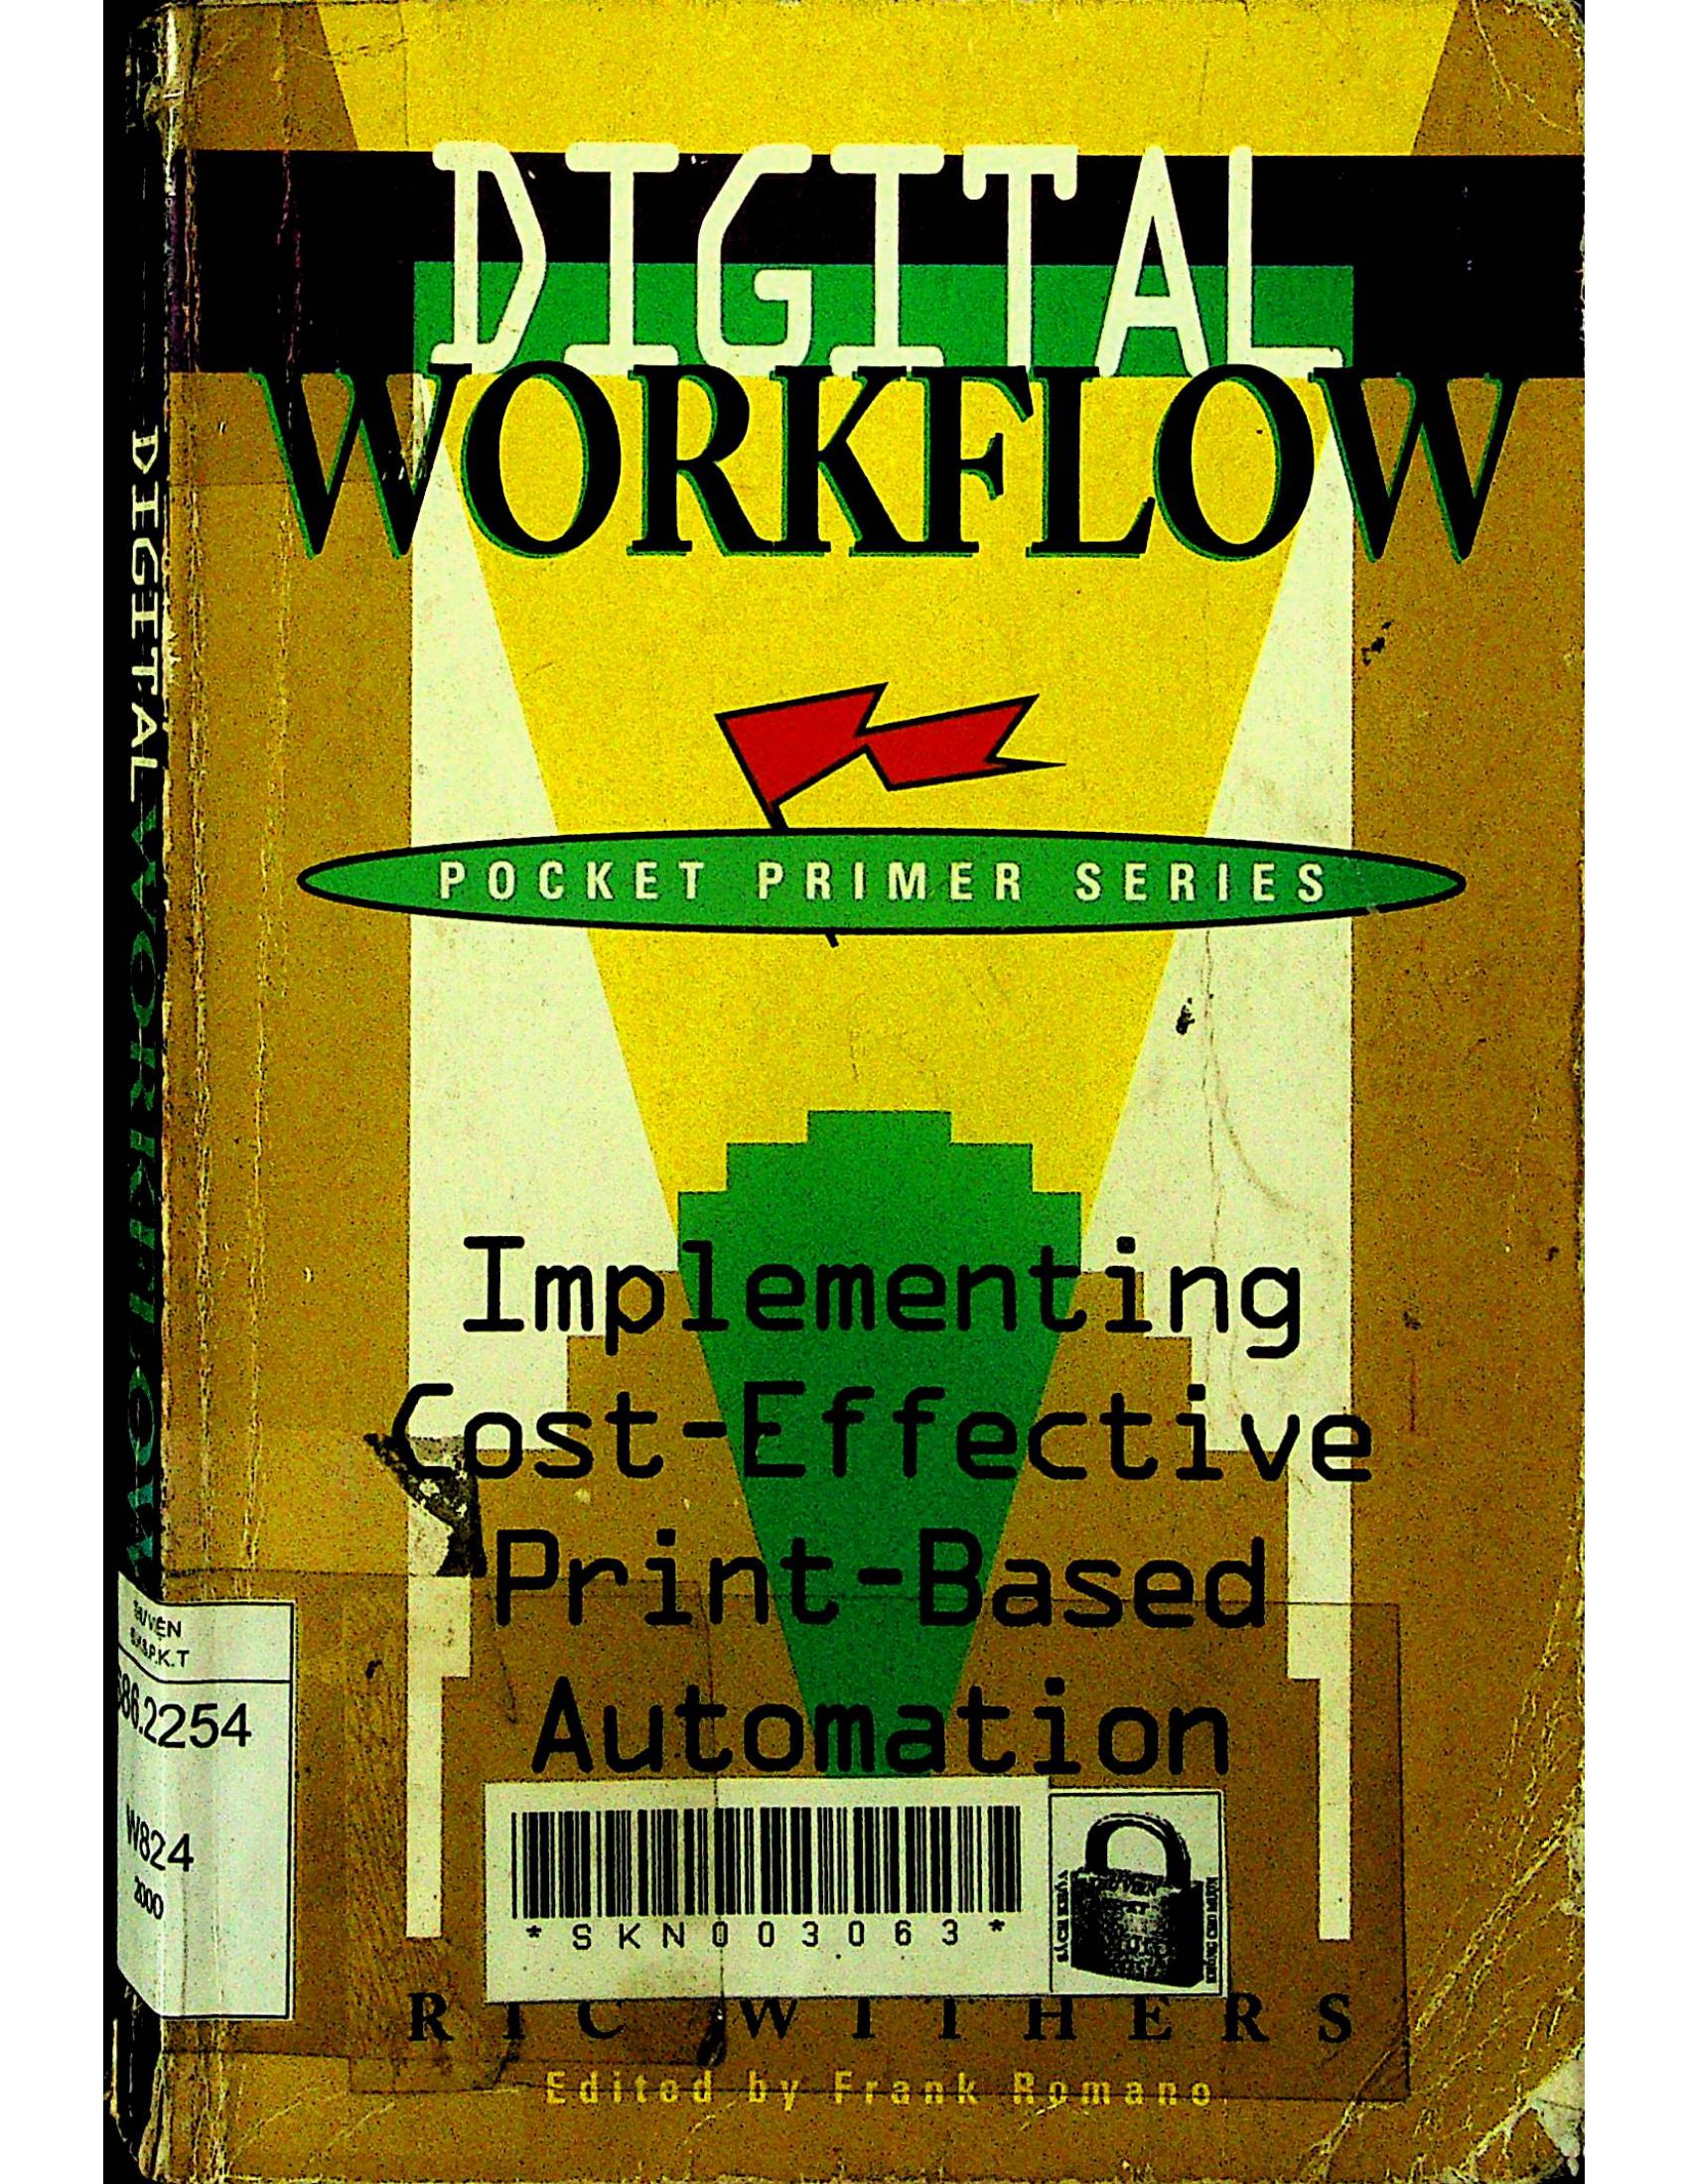 DIGITAL
WORKFLOW
POCKET PRIMER SERIES
Implementing
Cost-Effective
Print-Based
Automation
*SKN003063*
RIC WITHERS
Edited by Frank Romano
DIGITAL WORKFLOW
686.2254
W824
2000